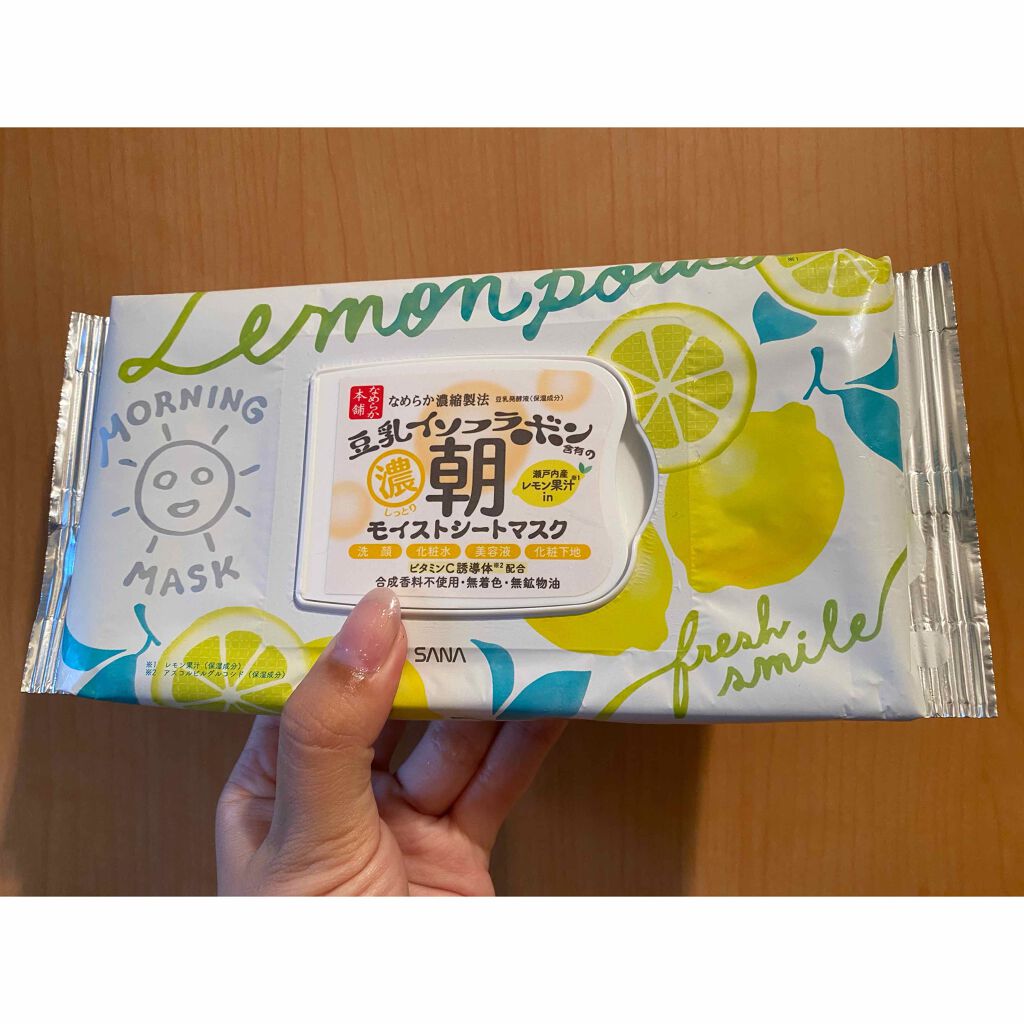 Lemon
※1
MORNING
MASK
なめらか
本舗
なめらか濃縮製法 豆乳発酵液(保湿成分)
豆乳イソフラボン含有の
濃
しっとり
朝
瀬戸内産
レモン果汁※1
in
モイストシートマスク
洗顔 化粧水 美容液 化粧下地
ビタミンC誘導体※2配合
合成香料不使用・無着色・無鉱物油
SANA
fresh
smile
※1 レモン果汁(保湿成分)
※2 アスコルビルグルコシド(保湿成分)